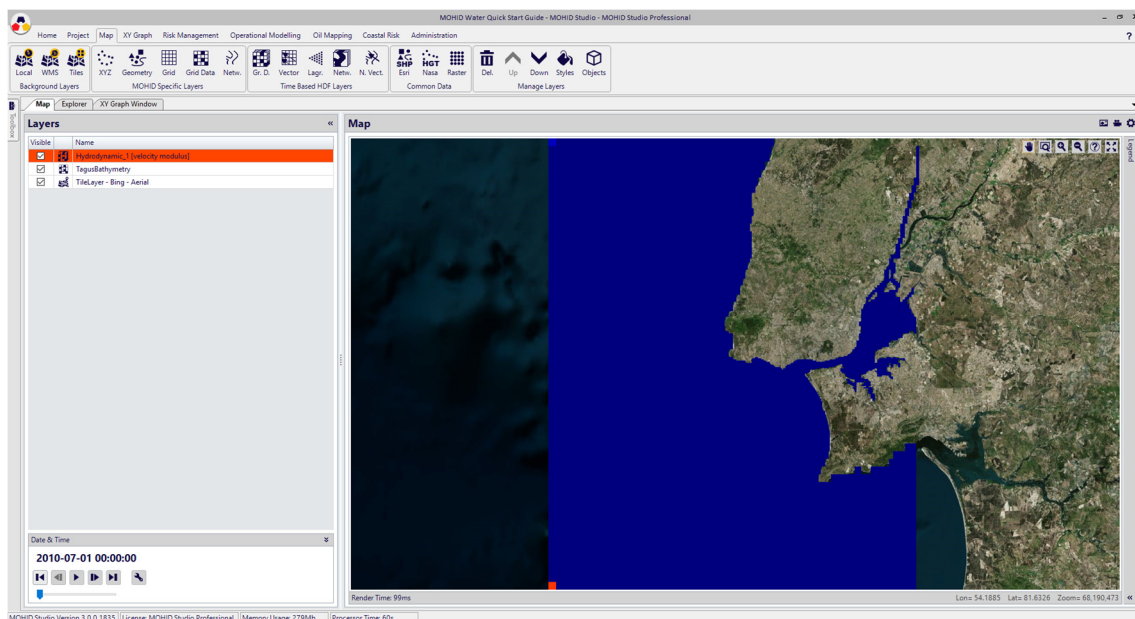 MOHID Water Quick Start Guide - MOHID Studio - MOHID Studio Professional
Home Project Map XY Graph Risk Management Operational Modelling Oil Mapping Coastal Risk Administration ?
SHP HGT
Local WMS Tiles XYZ Geometry Grid Grid Data Netw. Gr. D. Vector Lagr. Netw. N. Vect. Esri Nasa Raster Del. Up Down Styles Objects
Background Layers MOHID Specific Layers Time Based HDF Layers Common Data Manage Layers
Map Explorer XY Graph Window
Toolbox
Layers «
Map
Visible Name
Legend
Hydrodynamic_1 [velocity modulus]
TagusBathymetry
TileLayer - Bing - Aerial
Date & Time
2010-07-01 00:00:00
Render Time: 99ms
Lon= 54.1885 Lat= 81.6326 Zoom= 68,190,473 «
MOHID Studio Version 3.0.0.1835 License: MOHID Studio Professional Memory Usage: 279Mb Processor Time: 60s